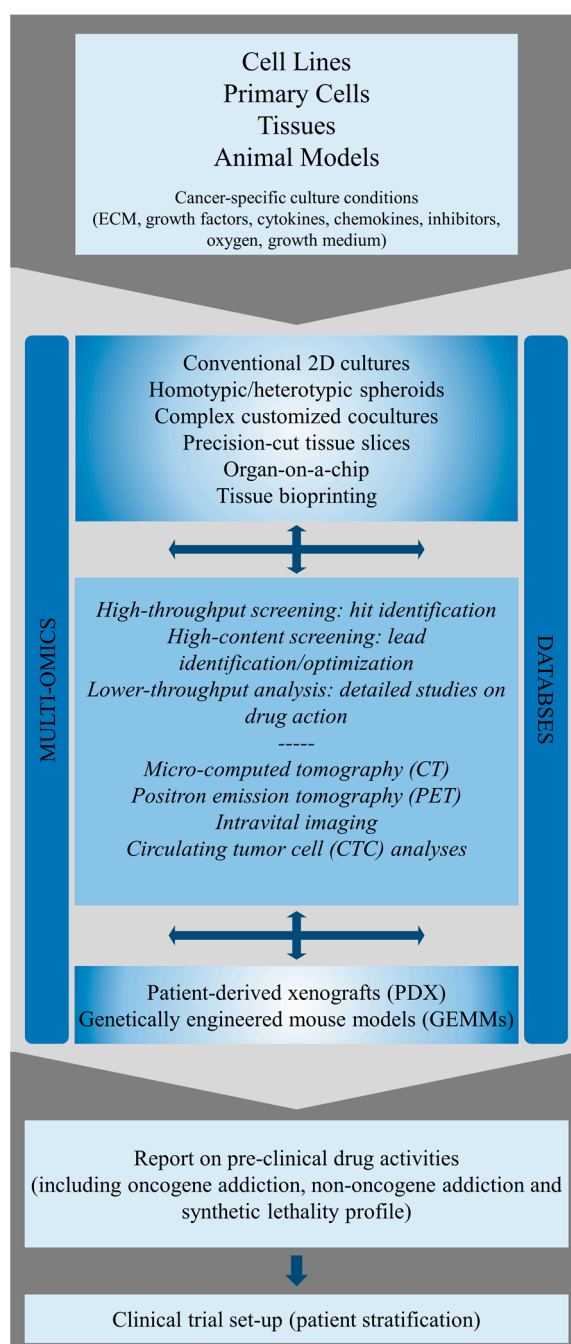 Cell Lines
Primary Cells
Tissues
Animal Models
Cancer-specific culture conditions
(ECM, growth factors, cytokines, chemokines, inhibitors,
oxygen, growth medium)
MULTI-OMICS
Conventional 2D cultures
Homotypic/heterotypic spheroids
Complex customized cocultures
Precision-cut tissue slices
Organ-on-a-chip
Tissue bioprinting
High-throughput screening: hit identification
High-content screening: lead
identification/optimization
Lower-throughput analysis: detailed studies on
drug action
-----
Micro-computed tomography (CT)
Positron emission tomography (PET)
Intravital imaging
Circulating tumor cell (CTC) analyses
Patient-derived xenografts (PDX)
Genetically engineered mouse models (GEMMs)
DATABSES
Report on pre-clinical drug activities
(including oncogene addiction, non-oncogene addiction and
synthetic lethality profile)
Clinical trial set-up (patient stratification)